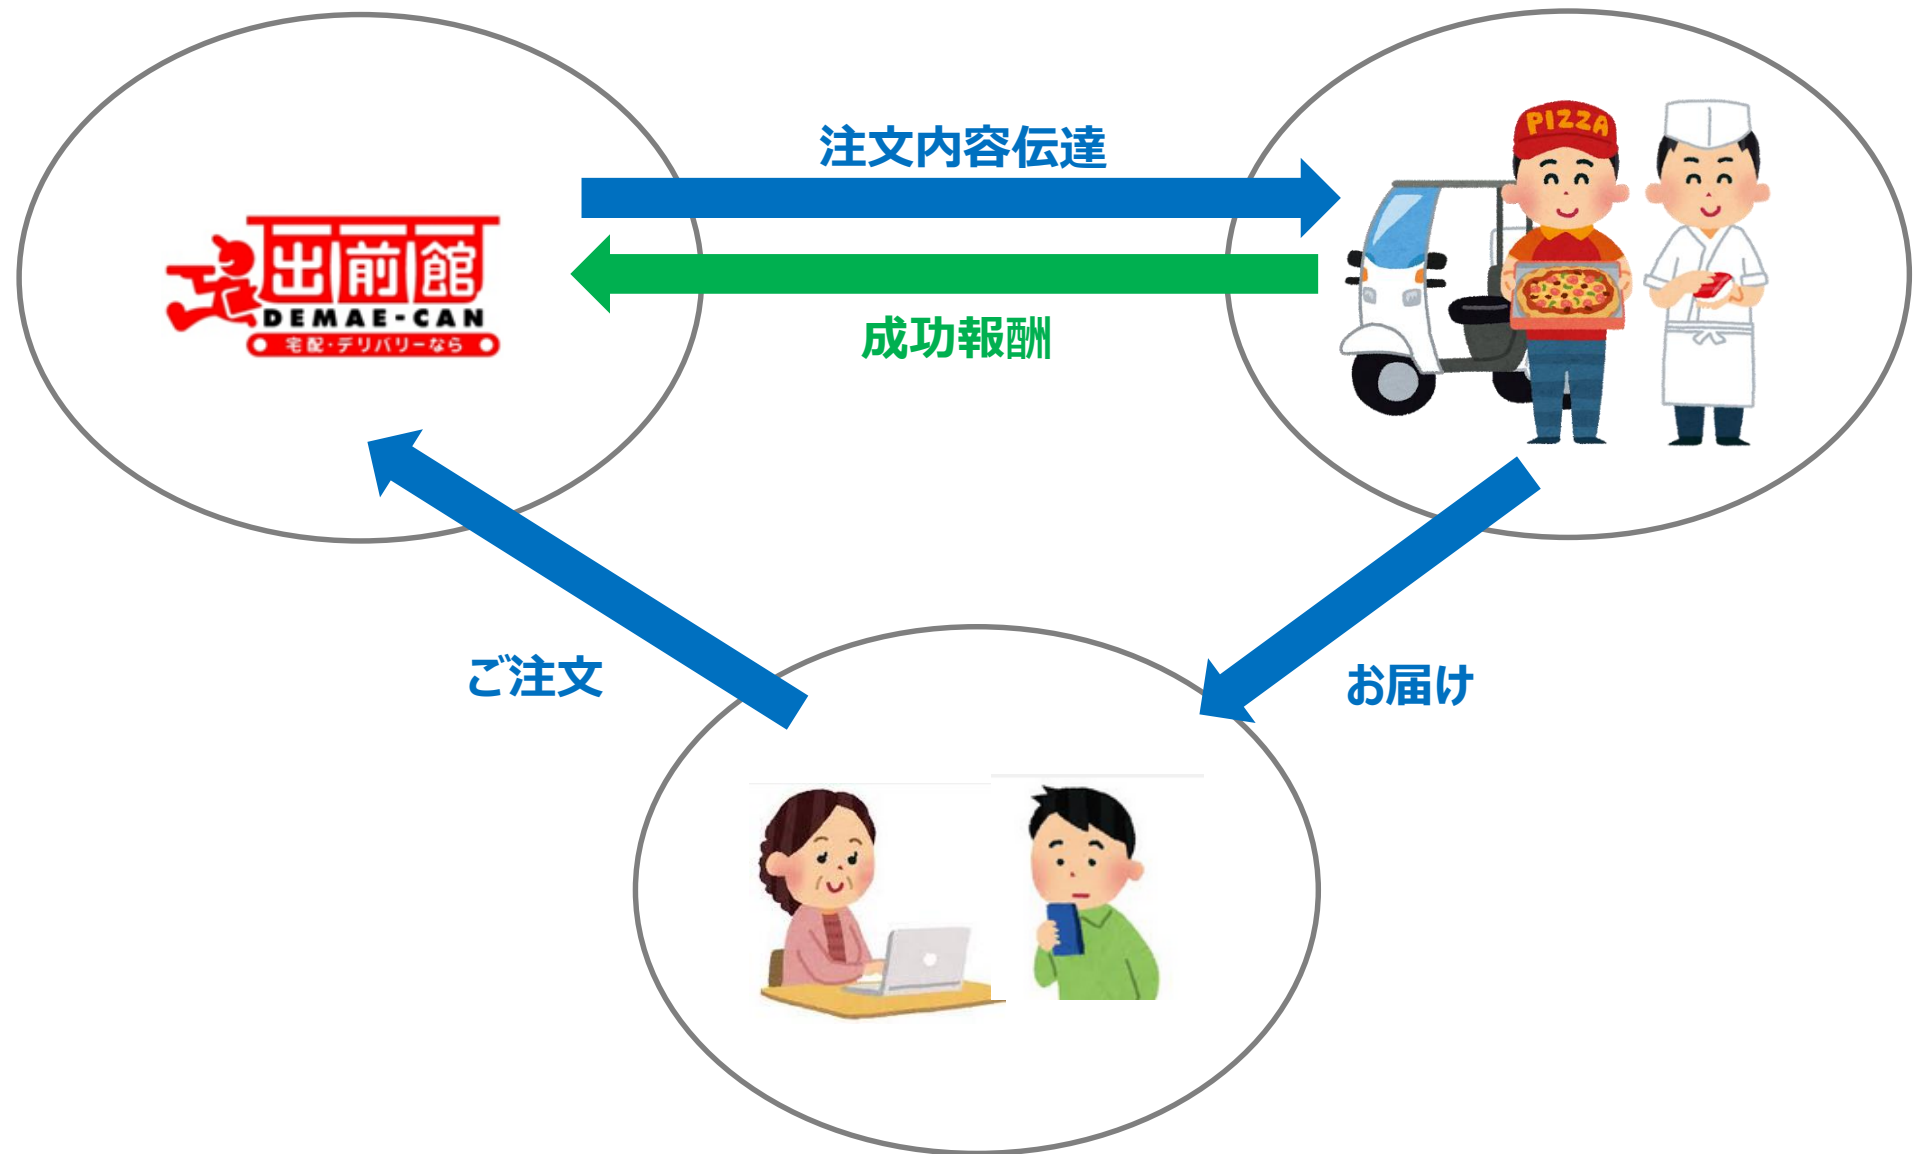 注文内容伝達
PIZZA
出前館
DEMAE-CAN
宅配・デリバリーなら
成功報酬
ご注文
お届け